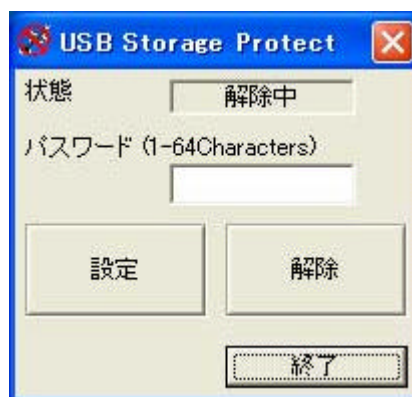 USB Storage Protect
状態 解除中
パスワード (1-64Characters)
設定 解除
終了